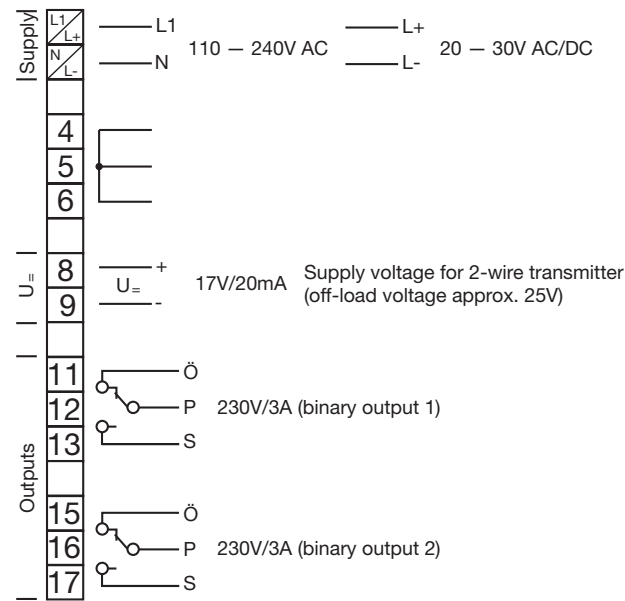 Supply
L1/L+ L1 110 – 240V AC L+ 20 – 30V AC/DC
N/L- N L-
4
5
6
U=
8 + 17V/20mA Supply voltage for 2-wire transmitter
U= (off-load voltage approx. 25V)
9 -
Outputs
11 Ö
12 P 230V/3A (binary output 1)
13 S
15 Ö
16 P 230V/3A (binary output 2)
17 S